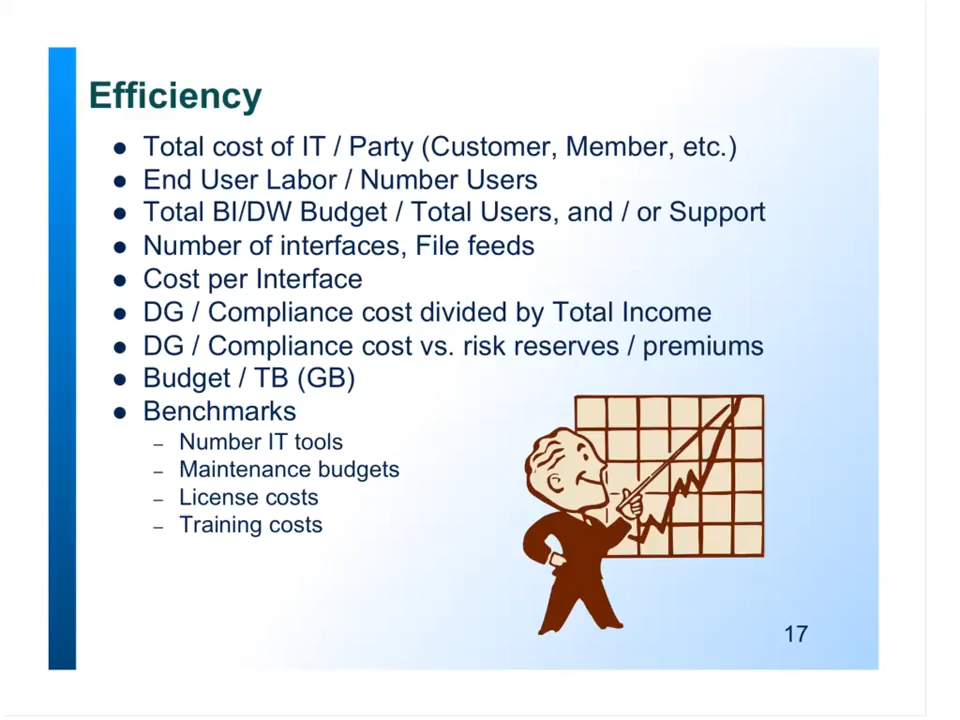 Efficiency
● Total cost of IT / Party (Customer, Member, etc.)
● End User Labor / Number Users
● Total BI/DW Budget / Total Users, and / or Support
● Number of interfaces, File feeds
● Cost per Interface
● DG / Compliance cost divided by Total Income
● DG / Compliance cost vs. risk reserves / premiums
● Budget / TB (GB)
● Benchmarks
– Number IT tools
– Maintenance budgets
– License costs
– Training costs
17